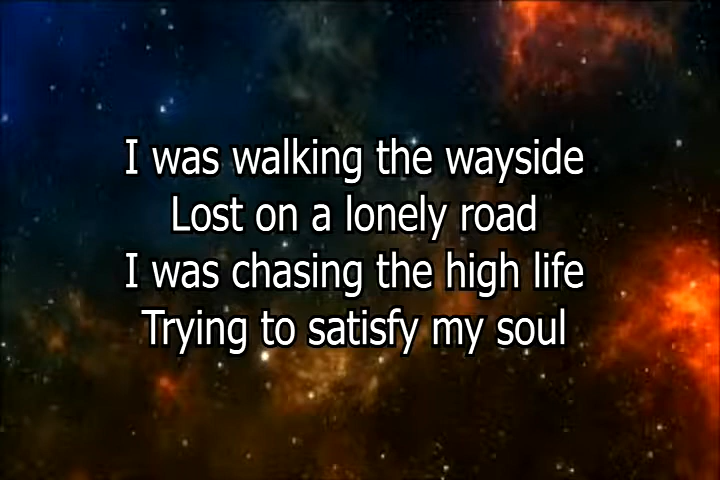 I was walking the wayside
Lost on a lonely road
I was chasing the high life
Trying to satisfy my soul